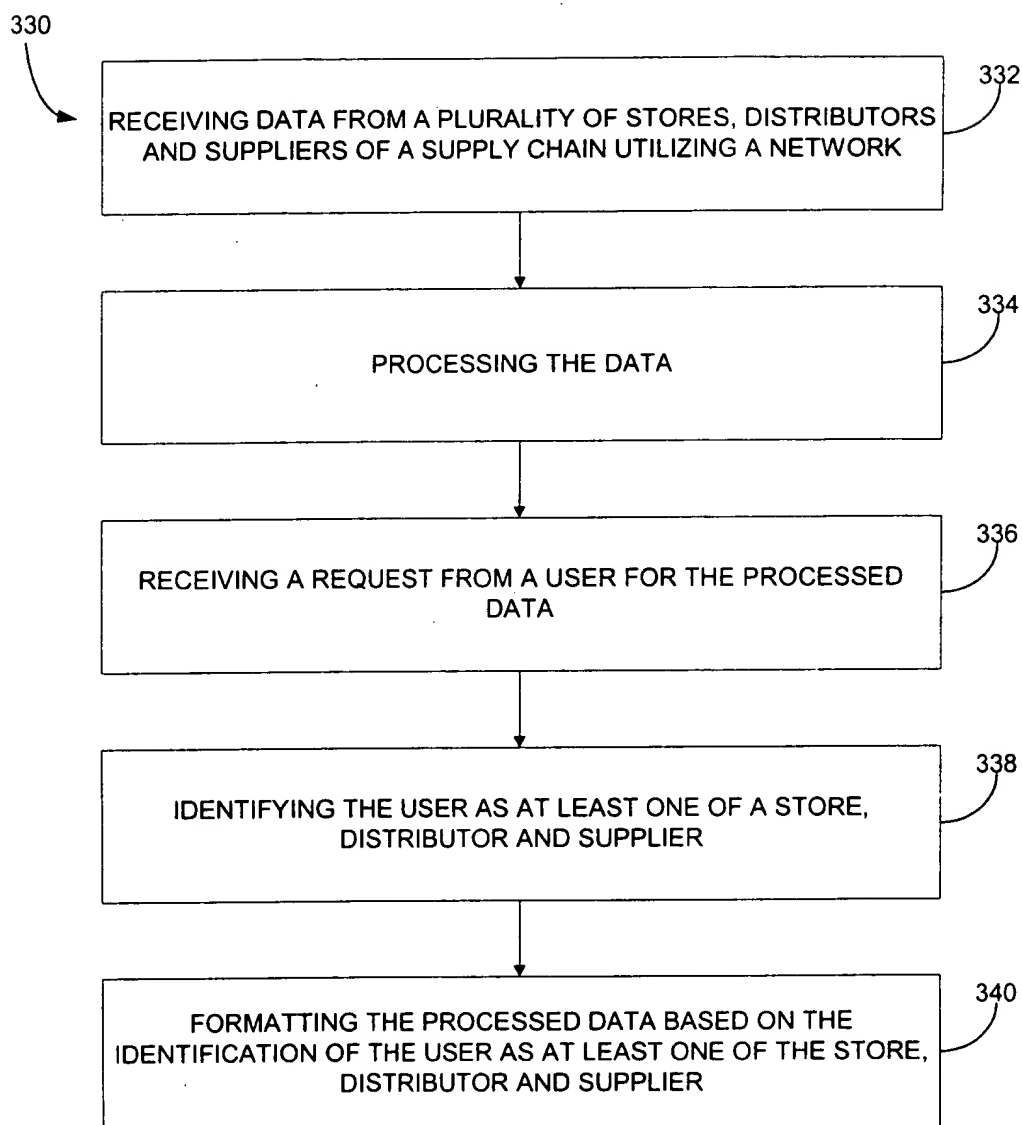 330
332
RECEIVING DATA FROM A PLURALITY OF STORES, DISTRIBUTORS
AND SUPPLIERS OF A SUPPLY CHAIN UTILIZING A NETWORK
334
PROCESSING THE DATA
336
RECEIVING A REQUEST FROM A USER FOR THE PROCESSED
DATA
338
IDENTIFYING THE USER AS AT LEAST ONE OF A STORE,
DISTRIBUTOR AND SUPPLIER
340
FORMATTING THE PROCESSED DATA BASED ON THE
IDENTIFICATION OF THE USER AS AT LEAST ONE OF THE STORE,
DISTRIBUTOR AND SUPPLIER